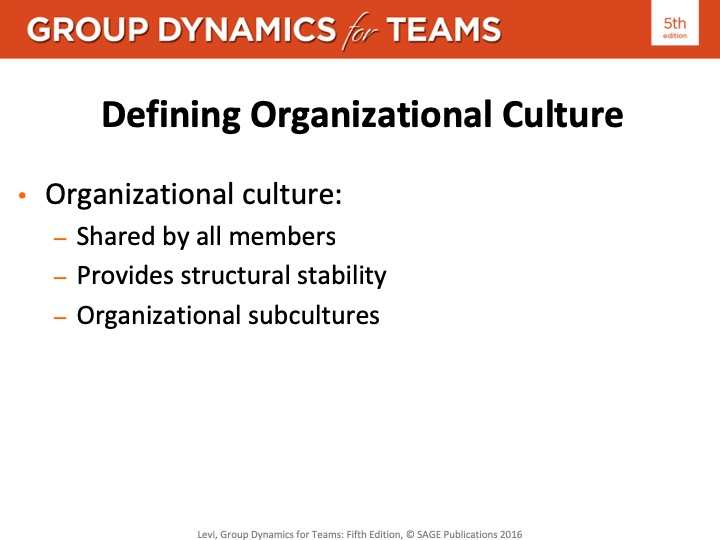 GROUP DYNAMICS for TEAMS
5th
edition
Defining Organizational Culture
• Organizational culture:
– Shared by all members
– Provides structural stability
– Organizational subcultures
Levi, Group Dynamics for Teams: Fifth Edition, © SAGE Publications 2016